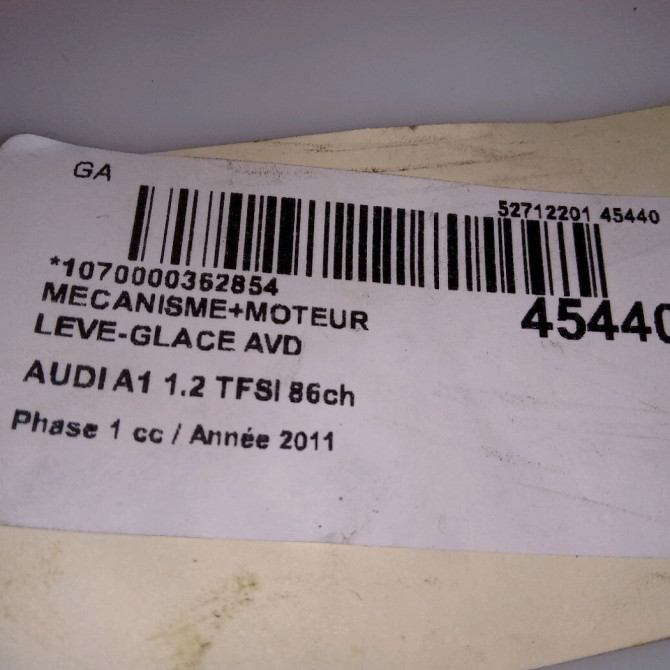 GA
52712201 45440
*1070000362854
45440
MECANISME+MOTEUR
LEVE-GLACE AVD
AUDI A1 1.2 TFSI 86ch
Phase 1 cc / Année 2011